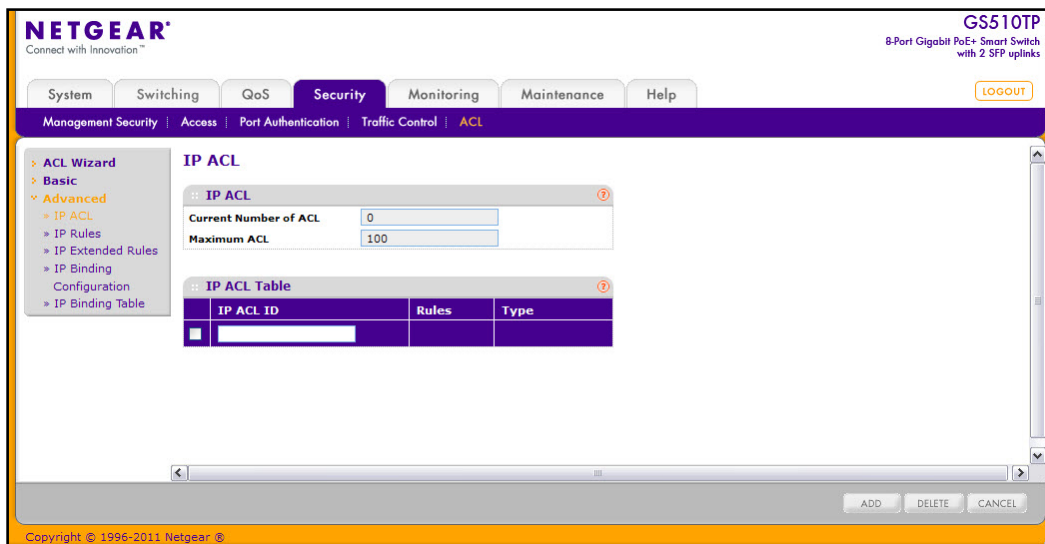 NETGEAR®
Connect with Innovation™
GS510TP
8-Port Gigabit PoE+ Smart Switch
with 2 SFP uplinks
System Switching QoS Security Monitoring Maintenance Help
LOGOUT
Management Security Access Port Authentication Traffic Control ACL
ACL Wizard
Basic
Advanced
» IP ACL
» IP Rules
» IP Extended Rules
» IP Binding
Configuration
» IP Binding Table
IP ACL
:: IP ACL ?
Current Number of ACL 0
Maximum ACL 100
:: IP ACL Table ?
IP ACL ID Rules Type
ADD DELETE CANCEL
Copyright © 1996-2011 Netgear ®